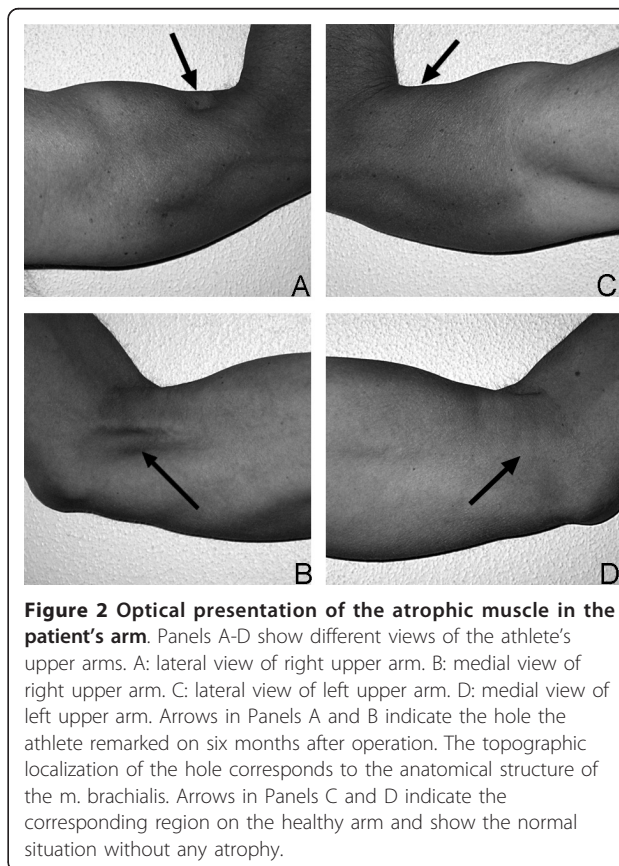 A
C
B
D
Figure 2 Optical presentation of the atrophic muscle in the
patient's arm. Panels A-D show different views of the athlete's
upper arms. A: lateral view of right upper arm. B: medial view of
right upper arm. C: lateral view of left upper arm. D: medial view of
left upper arm. Arrows in Panels A and B indicate the hole the
athlete remarked on six months after operation. The topographic
localization of the hole corresponds to the anatomical structure of
the m. brachialis. Arrows in Panels C and D indicate the
corresponding region on the healthy arm and show the normal
situation without any atrophy.